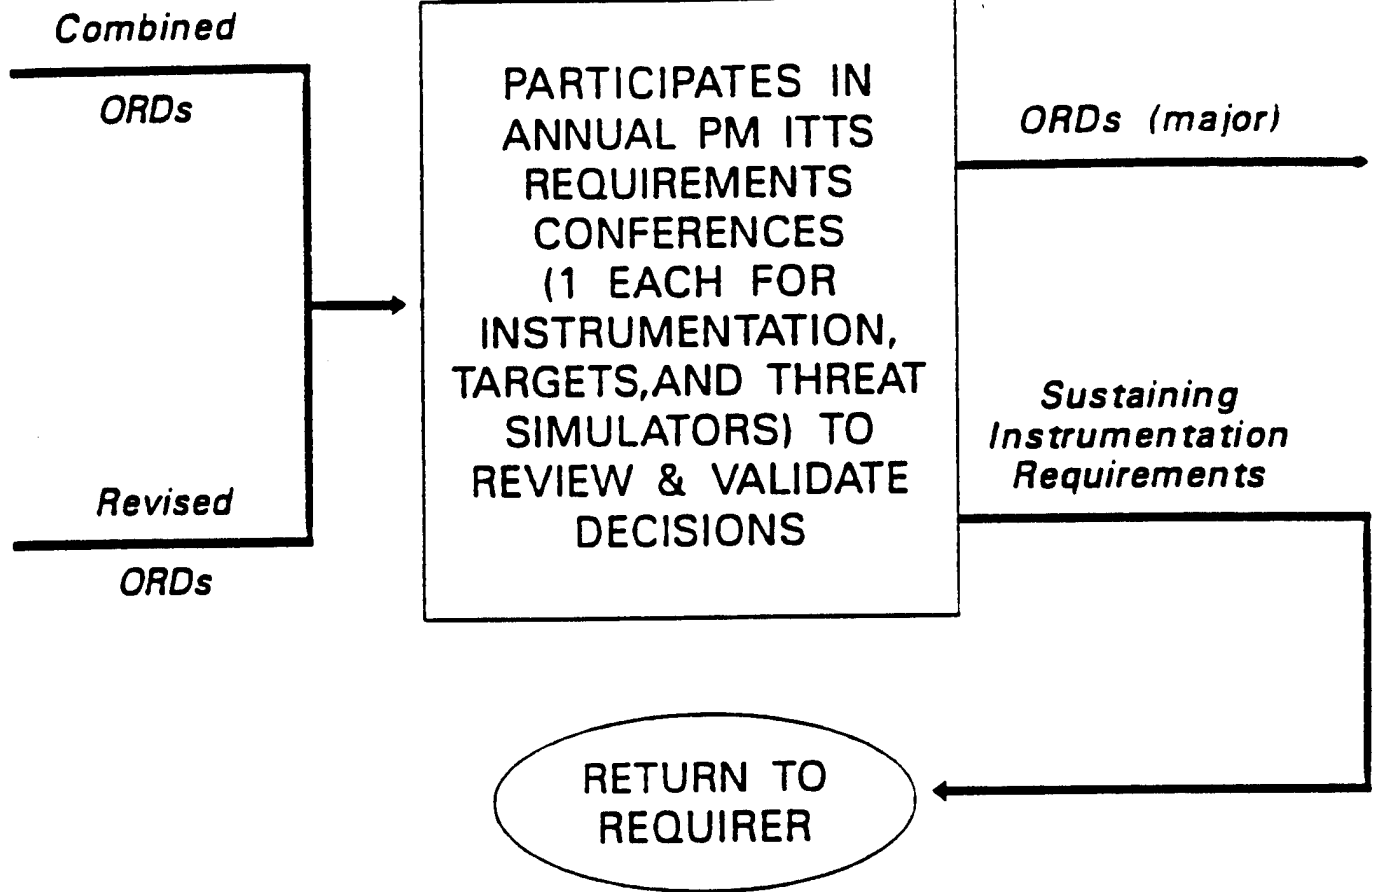 Combined
ORDs
PARTICIPATES IN
ANNUAL PM ITTS
REQUIREMENTS
CONFERENCES
(1 EACH FOR
INSTRUMENTATION,
TARGETS,AND THREAT
SIMULATORS) TO
REVIEW & VALIDATE
DECISIONS
Revised
ORDs
ORDs (major)
Sustaining
Instrumentation
Requirements
RETURN TO
REQUIRER